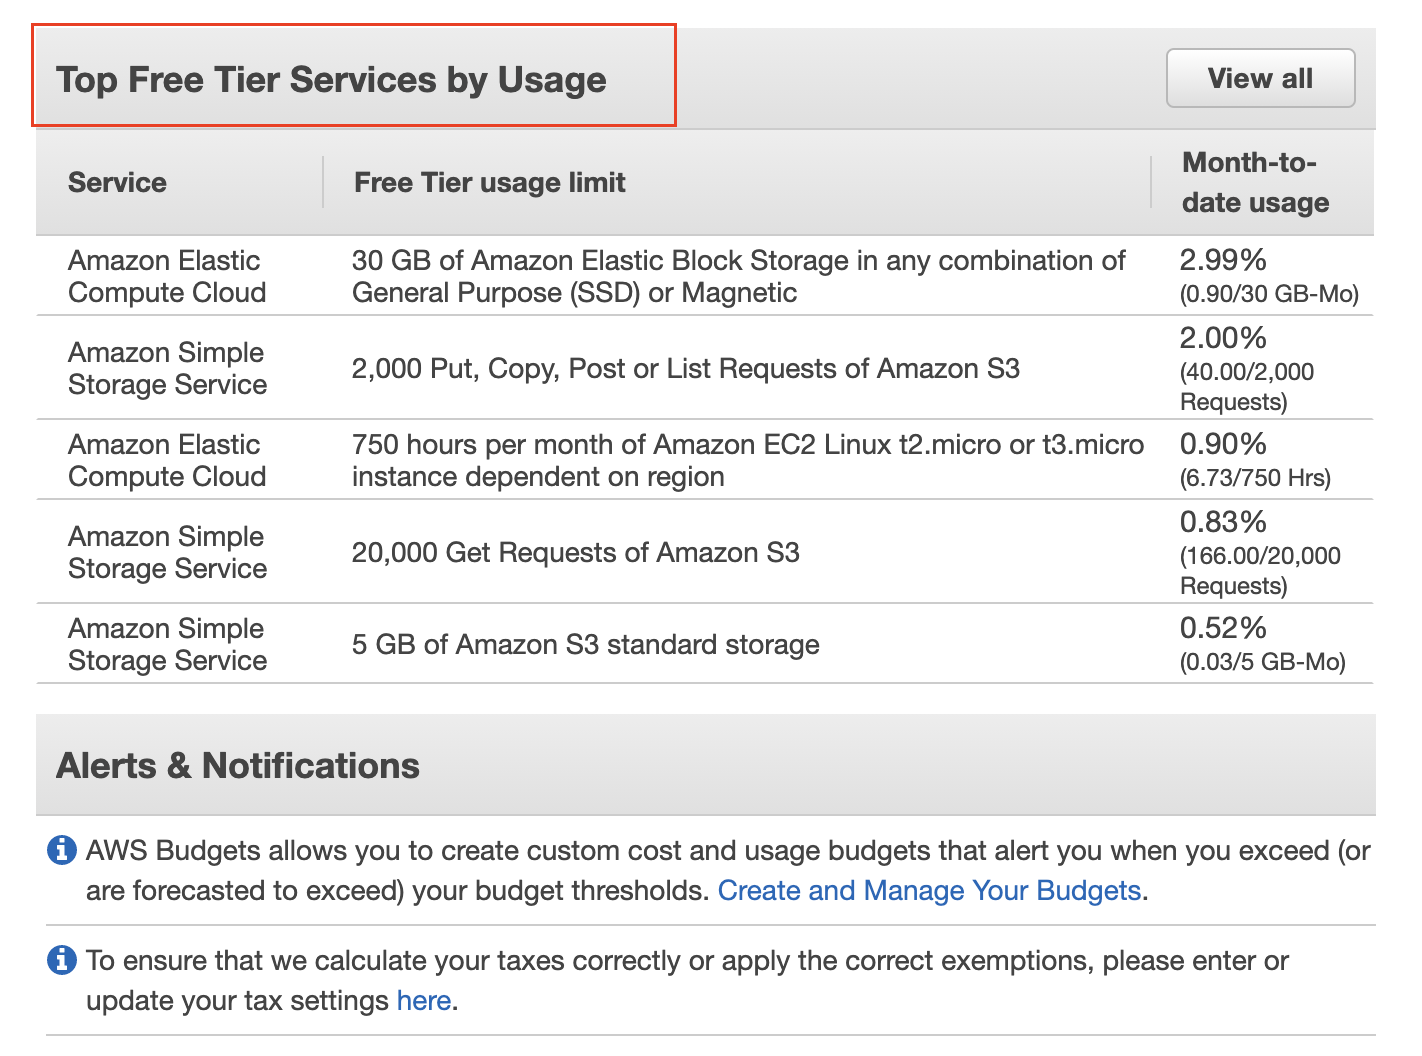 Top Free Tier Services by Usage
View all
Service
Free Tier usage limit
Month-to-
date usage
Amazon Elastic
Compute Cloud
30 GB of Amazon Elastic Block Storage in any combination of
General Purpose (SSD) or Magnetic
2.99%
(0.90/30 GB-Mo)
Amazon Simple
Storage Service
2,000 Put, Copy, Post or List Requests of Amazon S3
2.00%
(40.00/2,000
Requests)
Amazon Elastic
Compute Cloud
750 hours per month of Amazon EC2 Linux t2.micro or t3.micro
instance dependent on region
0.90%
(6.73/750 Hrs)
Amazon Simple
Storage Service
20,000 Get Requests of Amazon S3
0.83%
(166.00/20,000
Requests)
Amazon Simple
Storage Service
5 GB of Amazon S3 standard storage
0.52%
(0.03/5 GB-Mo)
Alerts & Notifications
AWS Budgets allows you to create custom cost and usage budgets that alert you when you exceed (or
are forecasted to exceed) your budget thresholds. Create and Manage Your Budgets.
To ensure that we calculate your taxes correctly or apply the correct exemptions, please enter or
update your tax settings here.